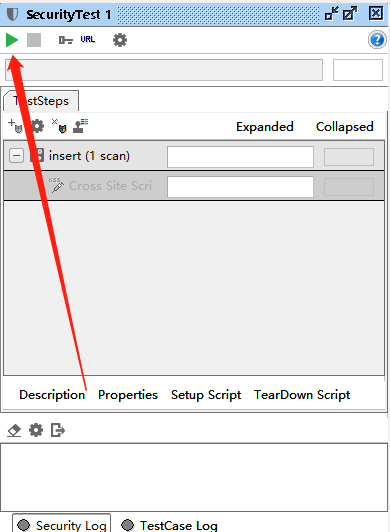 SecurityTest 1
URL
?
TestSteps
Expanded Collapsed
insert (1 scan)
XSS Cross Site Scri
Description Properties Setup Script TearDown Script
Security Log TestCase Log